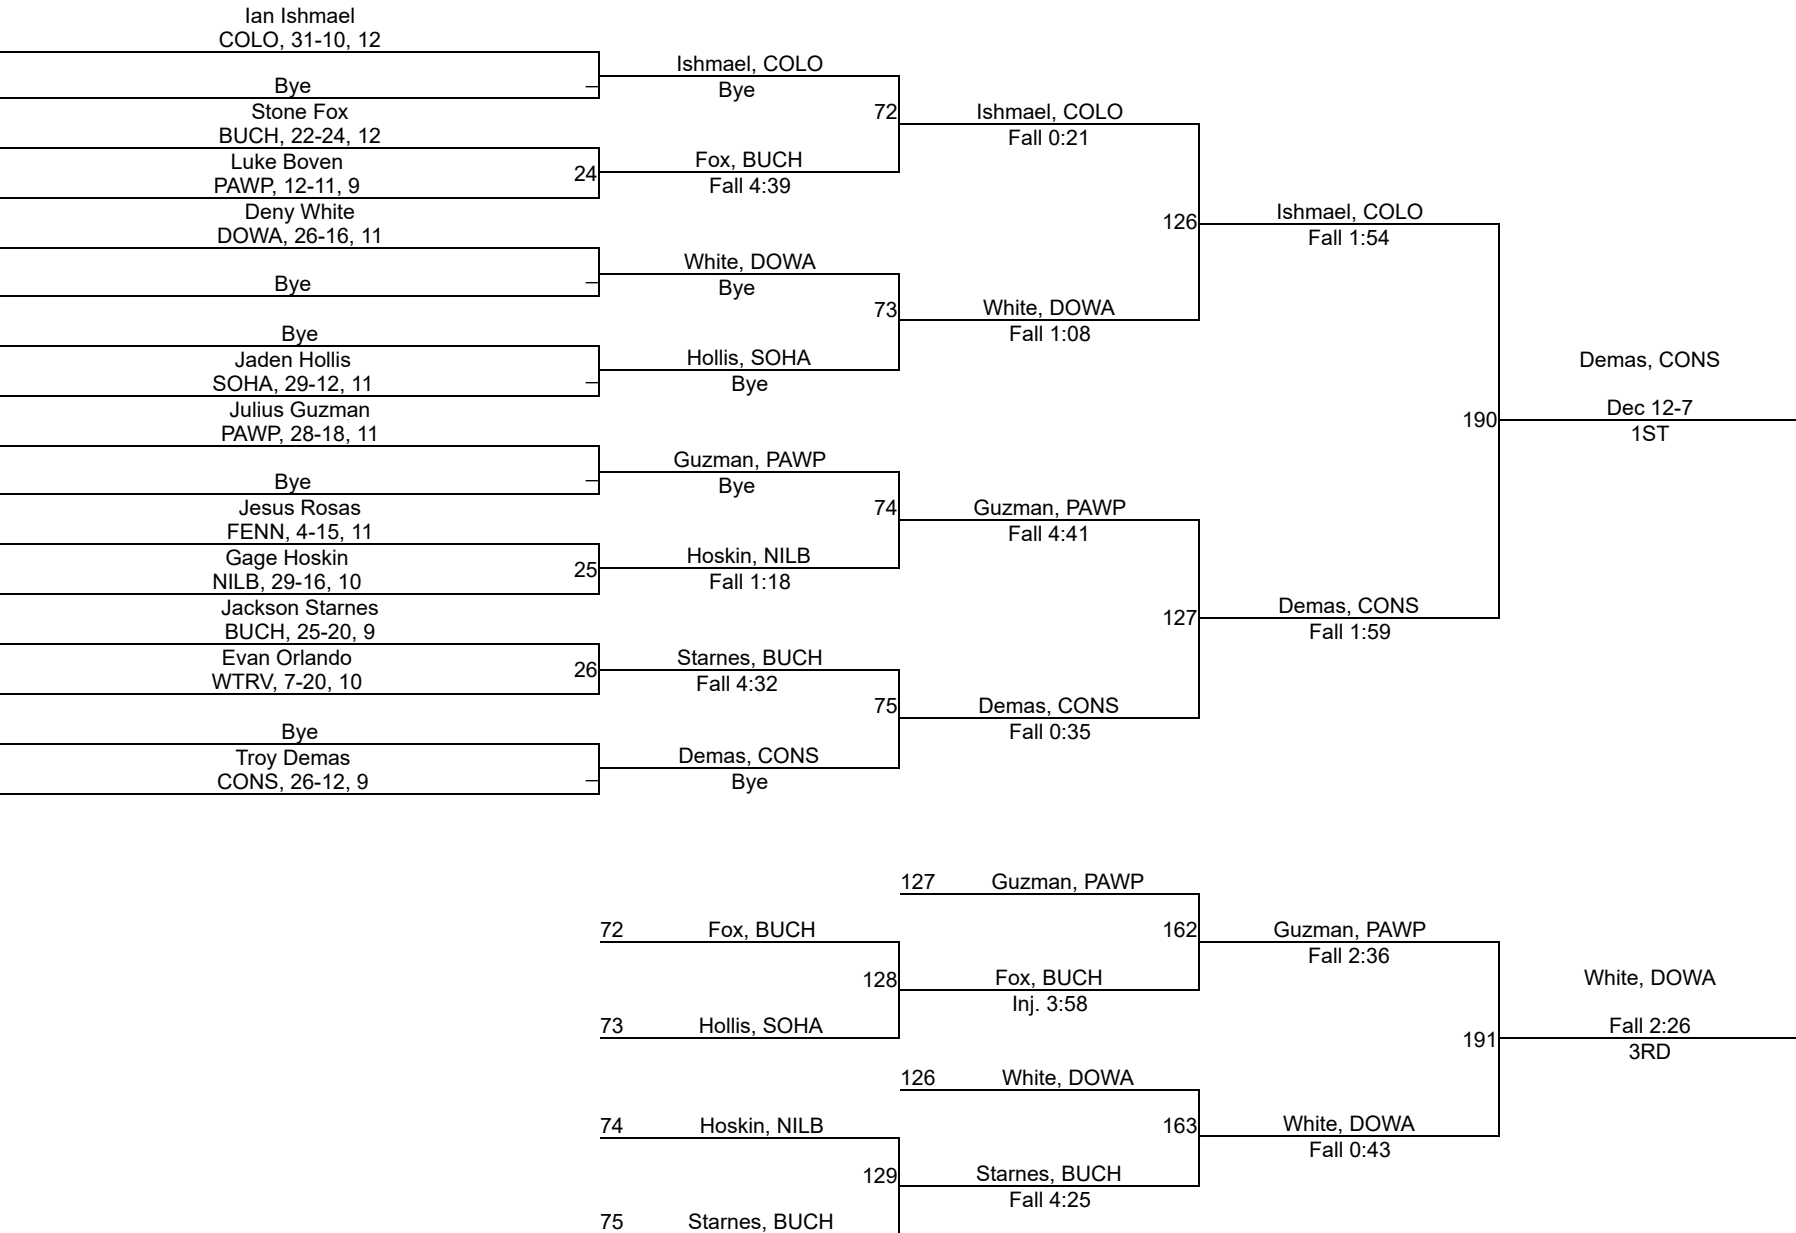 Ian Ishmael
COLO, 31-10, 12
Bye
Stone Fox
BUCH, 22-24, 12
Luke Boven
PAWP, 12-11, 9
24
Deny White
DOWA, 26-16, 11
Bye
Bye
Jaden Hollis
SOHA, 29-12, 11
Julius Guzman
PAWP, 28-18, 11
Bye
Jesus Rosas
FENN, 4-15, 11
Gage Hoskin
NILB, 29-16, 10
25
Jackson Starnes
BUCH, 25-20, 9
Evan Orlando
WTRV, 7-20, 10
26
Bye
Troy Demas
CONS, 26-12, 9
Ishmael, COLO
Bye
72
Fox, BUCH
Fall 4:39
White, DOWA
Bye
73
Hollis, SOHA
Bye
Guzman, PAWP
Bye
74
Hoskin, NILB
Fall 1:18
Starnes, BUCH
Fall 4:32
75
Demas, CONS
Bye
Ishmael, COLO
Fall 0:21
126
White, DOWA
Fall 1:08
Guzman, PAWP
Fall 4:41
127
Demas, CONS
Fall 0:35
Ishmael, COLO
Fall 1:54
190
Demas, CONS
Fall 1:59
Demas, CONS
Dec 12-7
1ST
72 Fox, BUCH
128
73 Hollis, SOHA
74 Hoskin, NILB
129
75 Starnes, BUCH
127 Guzman, PAWP
162
Fox, BUCH
Inj. 3:58
126 White, DOWA
163
Starnes, BUCH
Fall 4:25
Guzman, PAWP
Fall 2:36
191
White, DOWA
Fall 0:43
White, DOWA
Fall 2:26
3RD